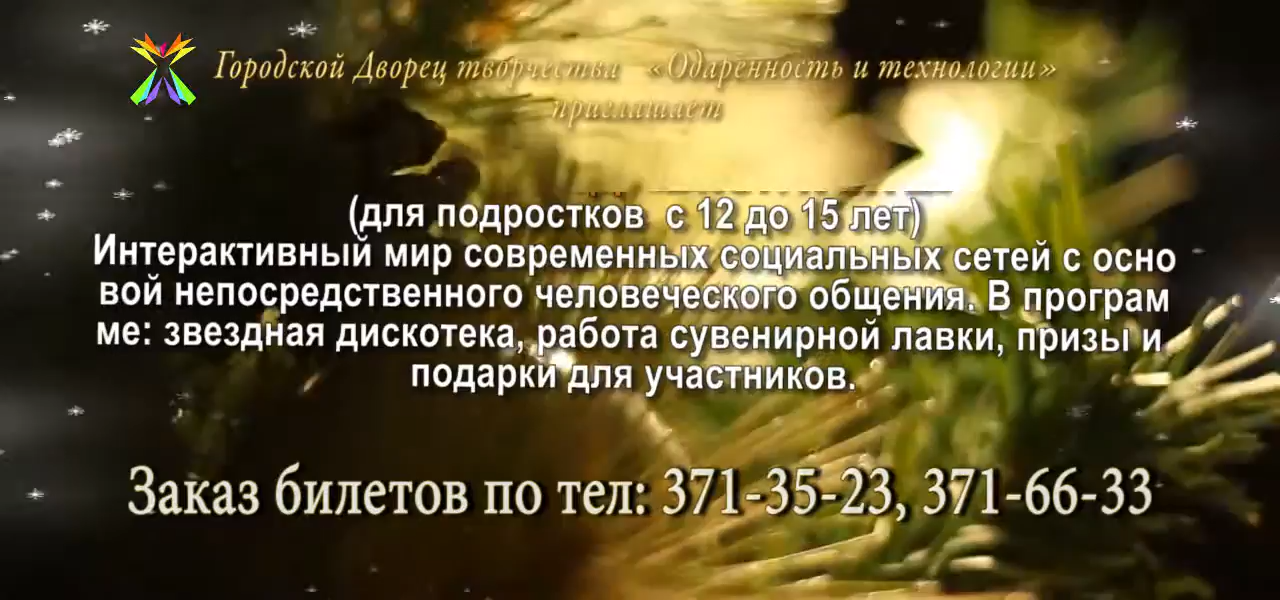 Городской Дворец творчества «Одарённость и технологии»
приглашает
(для подростков с 12 до 15 лет)
Интерактивный мир современных социальных сетей с осно
вой непосредственного человеческого общения. В програм
ме: звездная дискотека, работа сувенирной лавки, призы и
подарки для участников.
Заказ билетов по тел: 371-35-23, 371-66-33